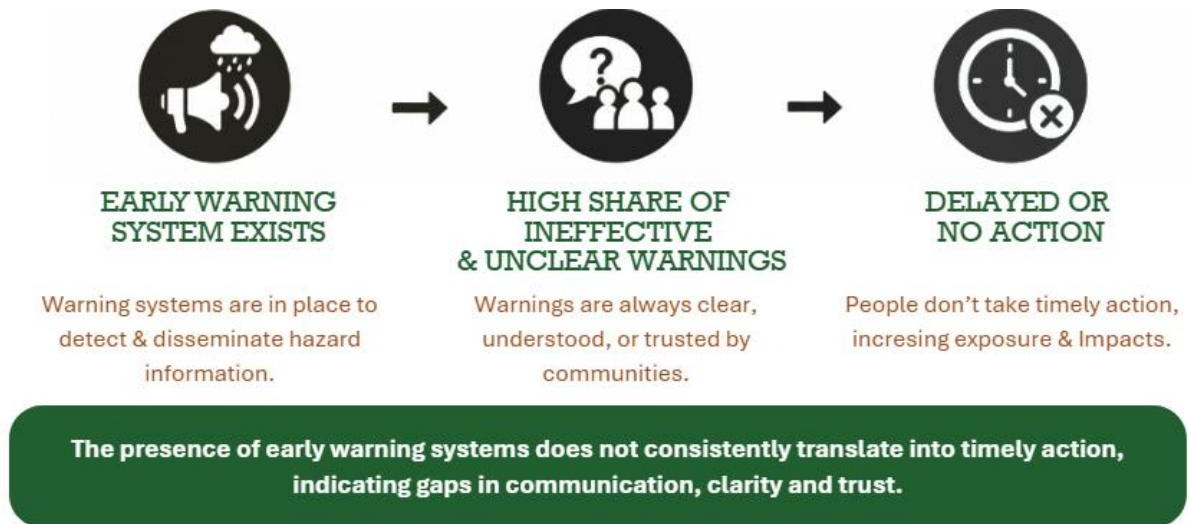 ?
EARLY WARNING
SYSTEM EXISTS
Warning systems are in place to
detect & disseminate hazard
information.
HIGH SHARE OF
INEFFECTIVE
& UNCLEAR WARNINGS
Warnings are always clear,
understood, or trusted by
communities.
DELAYED OR
NO ACTION
People don’t take timely action,
incresing exposure & Impacts.
The presence of early warning systems does not consistently translate into timely action,
indicating gaps in communication, clarity and trust.